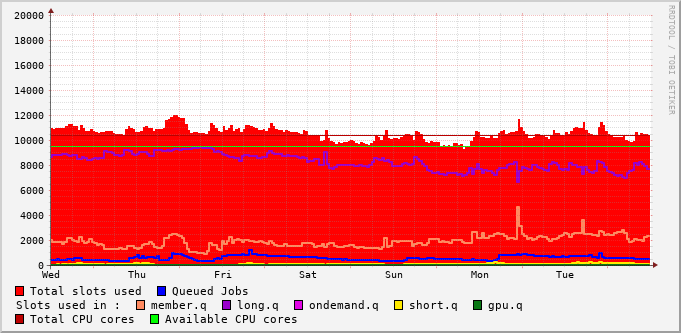 20000
18000
16000
14000
12000
10000
8000
6000
4000
2000
0
Wed Thu Fri Sat Sun Mon Tue
RRDTOOL / TOBI OETIKER
Total slots used Queued Jobs
Slots used in : member.q long.q ondemand.q short.q gpu.q
Total CPU cores Available CPU cores